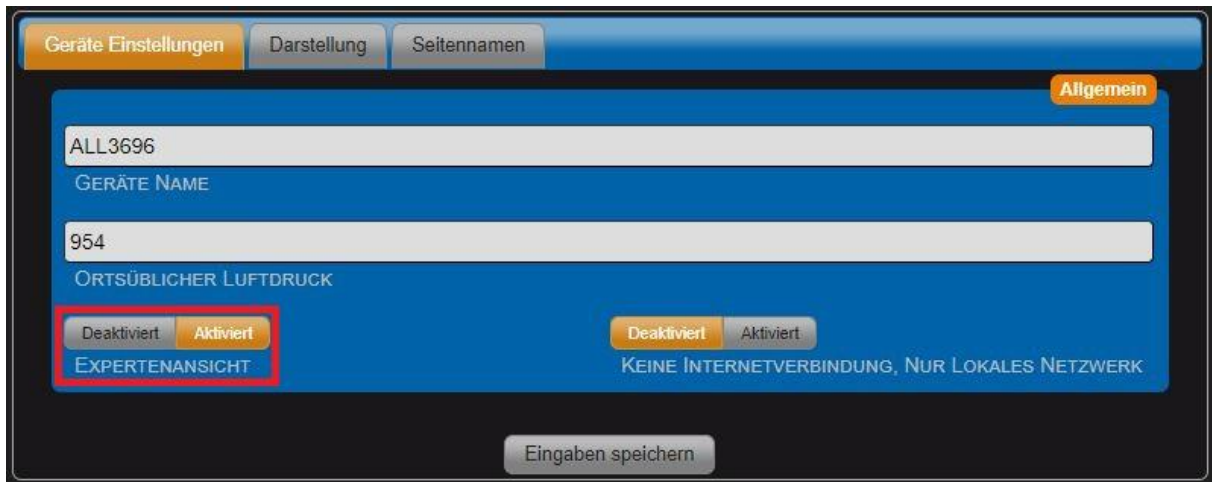 Geräte Einstellungen Darstellung Seitennamen
Allgemein
ALL3696
Geräte Name
954
Ortsüblicher Luftdruck
Deaktiviert Aktiviert Deaktiviert Aktiviert
Expertenansicht Keine Internetverbindung, Nur Lokales Netzwerk
Eingaben speichern